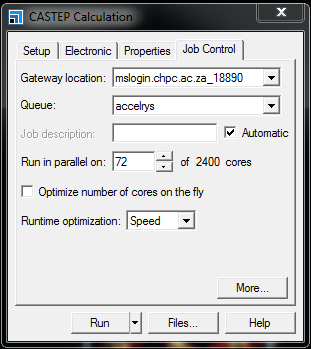 CASTEP Calculation
Setup Electronic Properties Job Control
Gateway location: mslogin.chpc.ac.za_18890
Queue: accelrys
Job description: Automatic
Run in parallel on: 72 of 2400 cores
Optimize number of cores on the fly
Runtime optimization: Speed
More...
Run Files... Help